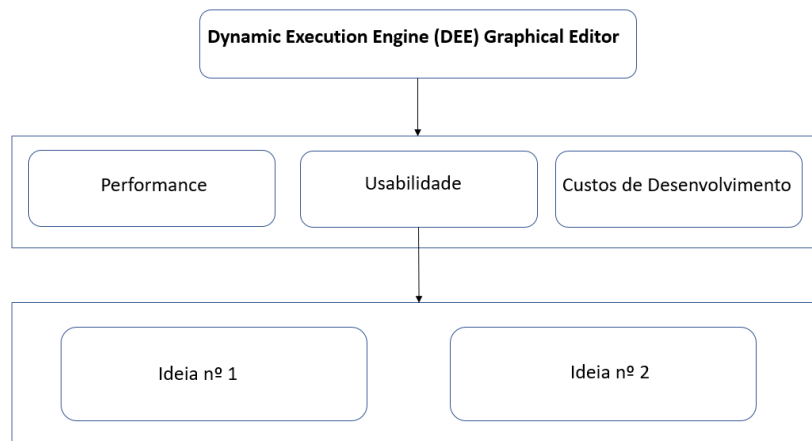 Dynamic Execution Engine (DEE) Graphical Editor
Performance
Usabilidade
Custos de Desenvolvimento
Ideia nº 1
Ideia nº 2